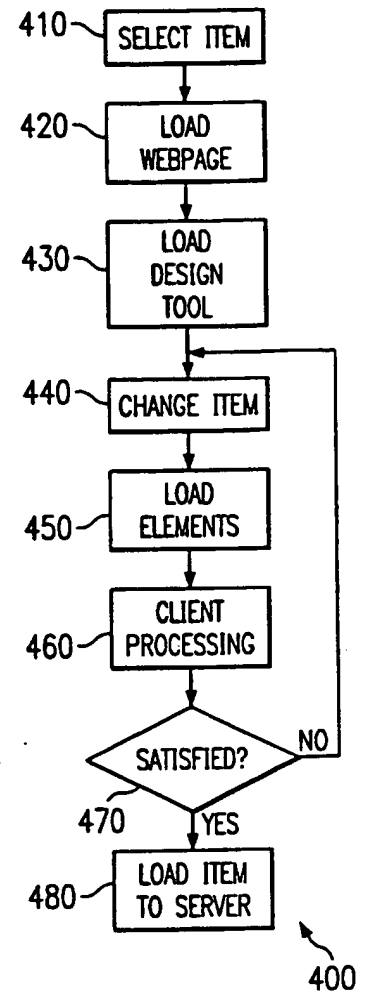 410
SELECT ITEM
420
LOAD
WEBPAGE
430
LOAD
DESIGN
TOOL
440
CHANGE ITEM
450
LOAD
ELEMENTS
460
CLIENT
PROCESSING
SATISFIED?
NO
470
YES
480
LOAD ITEM
TO SERVER
400